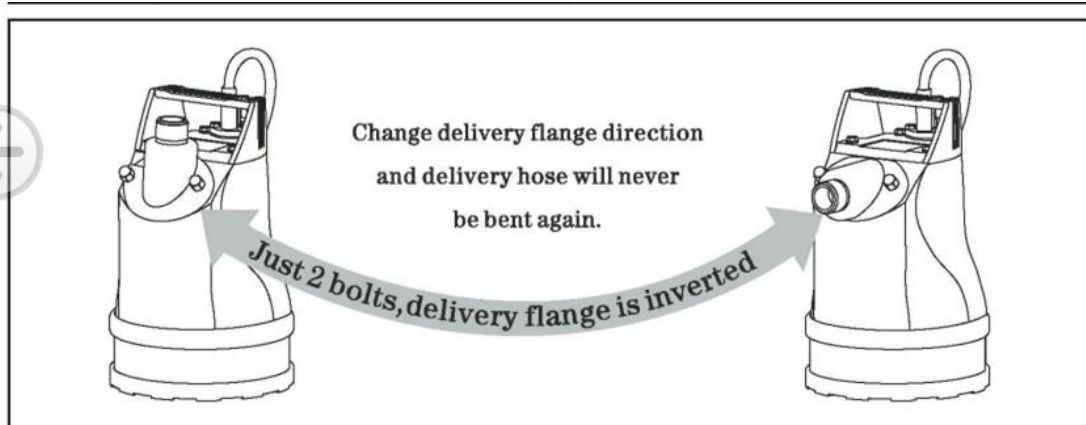 Change delivery flange direction
and delivery hose will never
be bent again.
Just 2 bolts,delivery flange is inverted